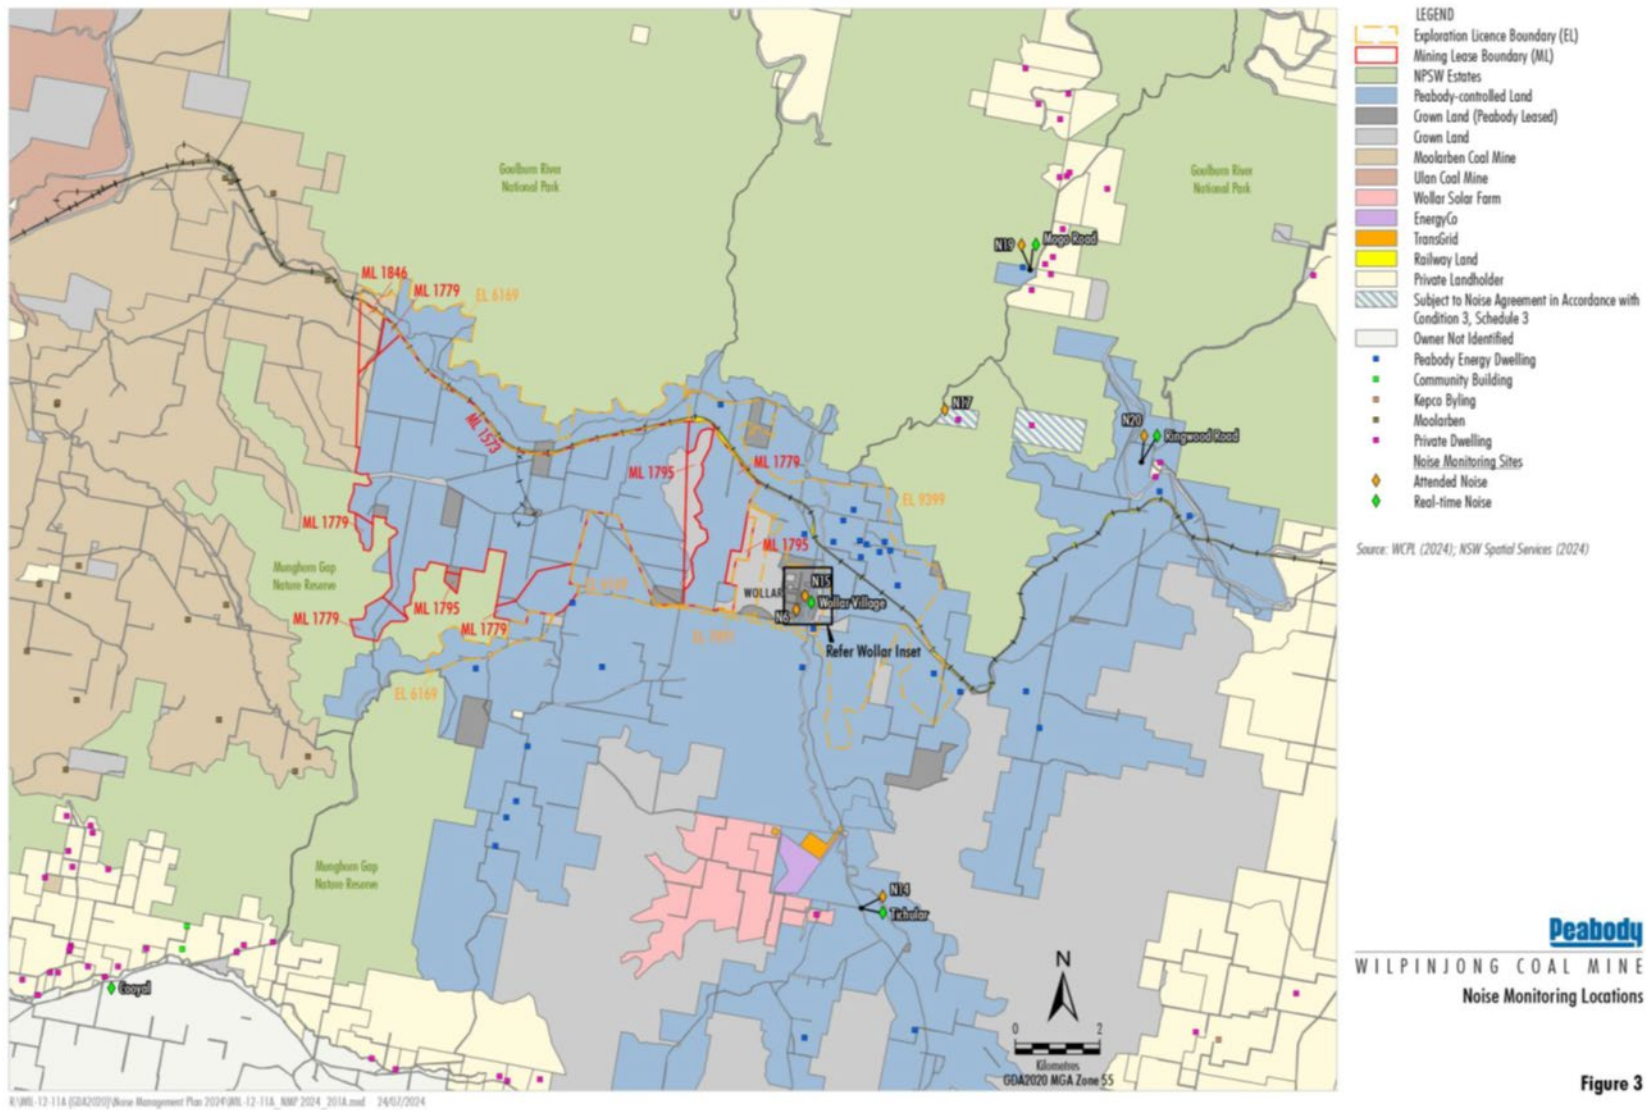 LEGEND
Exploration Licence Boundary (EL)
Mining Lease Boundary (ML)
NPSW Estates
Peabody-controlled Land
Crown Land (Peabody Leased)
Crown Land
Moolarben Coal Mine
Ulan Coal Mine
Wollar Solar Farm
EnergyCo
TransGrid
Railway Land
Private Landholder
Subject to Noise Agreement in Accordance with
Condition 3, Schedule 3
Owner Not Identified
Peabody Energy Dwelling
Community Building
Kepco Byling
Moolarben
Private Dwelling
Noise Monitoring Sites
Attended Noise
Real-time Noise
Source: WCPL (2024); NSW Spatial Services (2024)
Goulburn River
National Park
Goulburn River
National Park
N19
Mogo Road
ML 1846
ML 1779
EL 6169
N17
N20
Ringwood Road
ML 1573
ML 1795
ML 1779
EL 9399
ML 1779
ML 1795
Munghorn Gap
Nature Reserve
EL 6169
WOLLAR
N15
Wollar Village
N6
ML 1795
ML 1779
ML 1779
Refer Wollar Inset
EL 6169
Munghorn Gap
Nature Reserve
N14
Tichular
Cooyal
N
0 2
Kilometres
GDA2020 MGA Zone 55
Peabody
WILPINJONG COAL MINE
Noise Monitoring Locations
Figure 3
24/07/2024